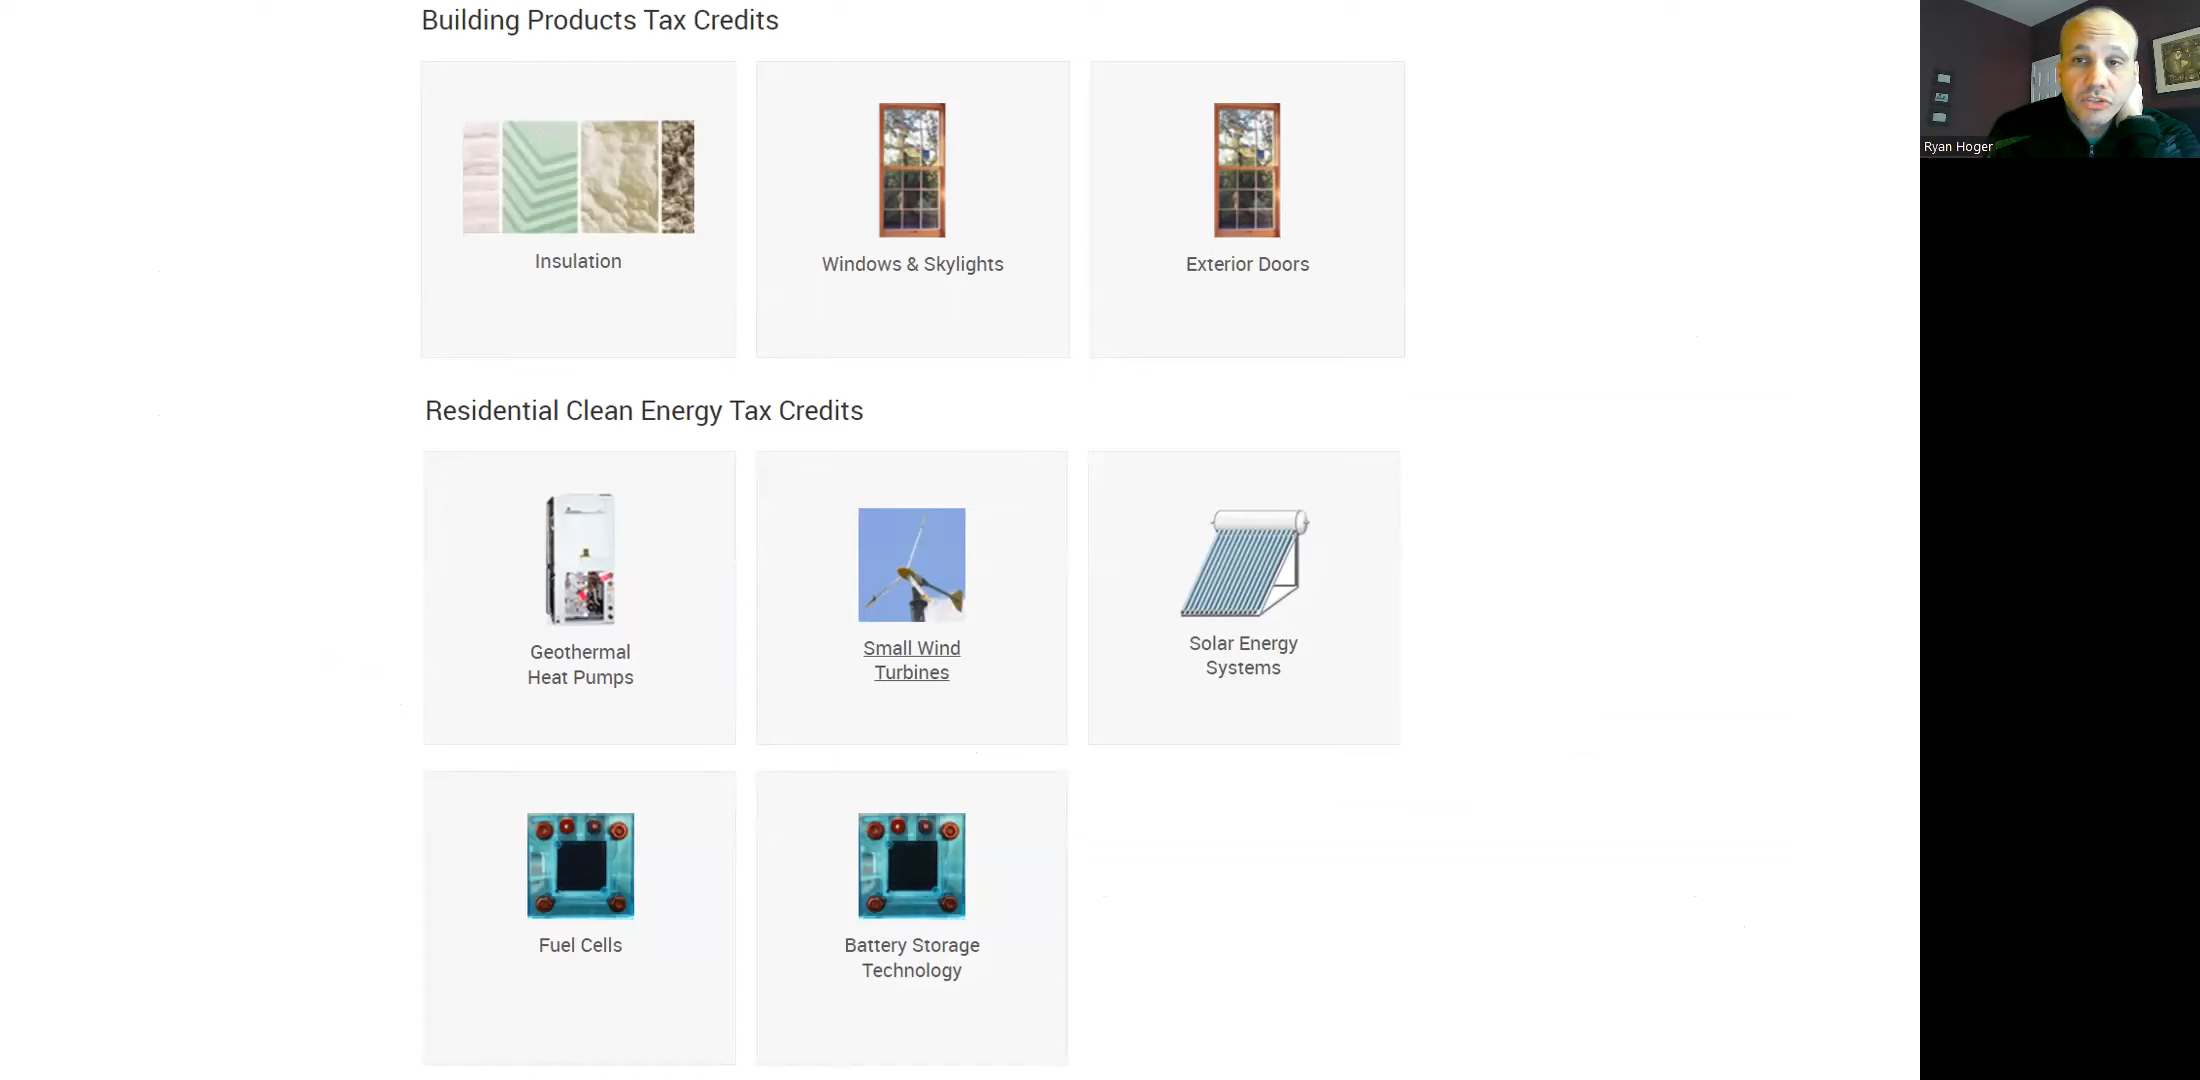 Building Products Tax Credits
Insulation
Windows & Skylights
Exterior Doors
Residential Clean Energy Tax Credits
Geothermal
Heat Pumps
Small Wind
Turbines
Solar Energy
Systems
Fuel Cells
Battery Storage
Technology
Ryan Hoger